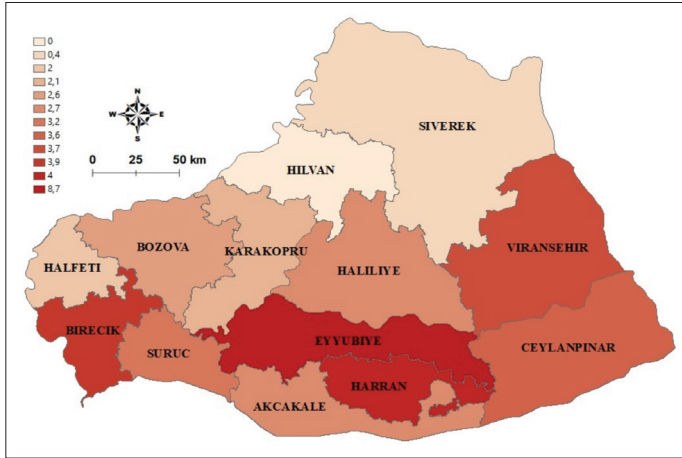 0
0,4
2
2,1
2,6
2,7
3,2
3,6
3,7
3,9
4
8,7
N
W E
S
0 25 50 km
SIVEREK
HILVAN
VIRANSEHIR
BOZOVA
KARAKOPRU
HALFETI
HALILIYE
BIRECIK
EYYUBIYE
SURUC
CEYLANPINAR
HARRAN
AKCAKALE